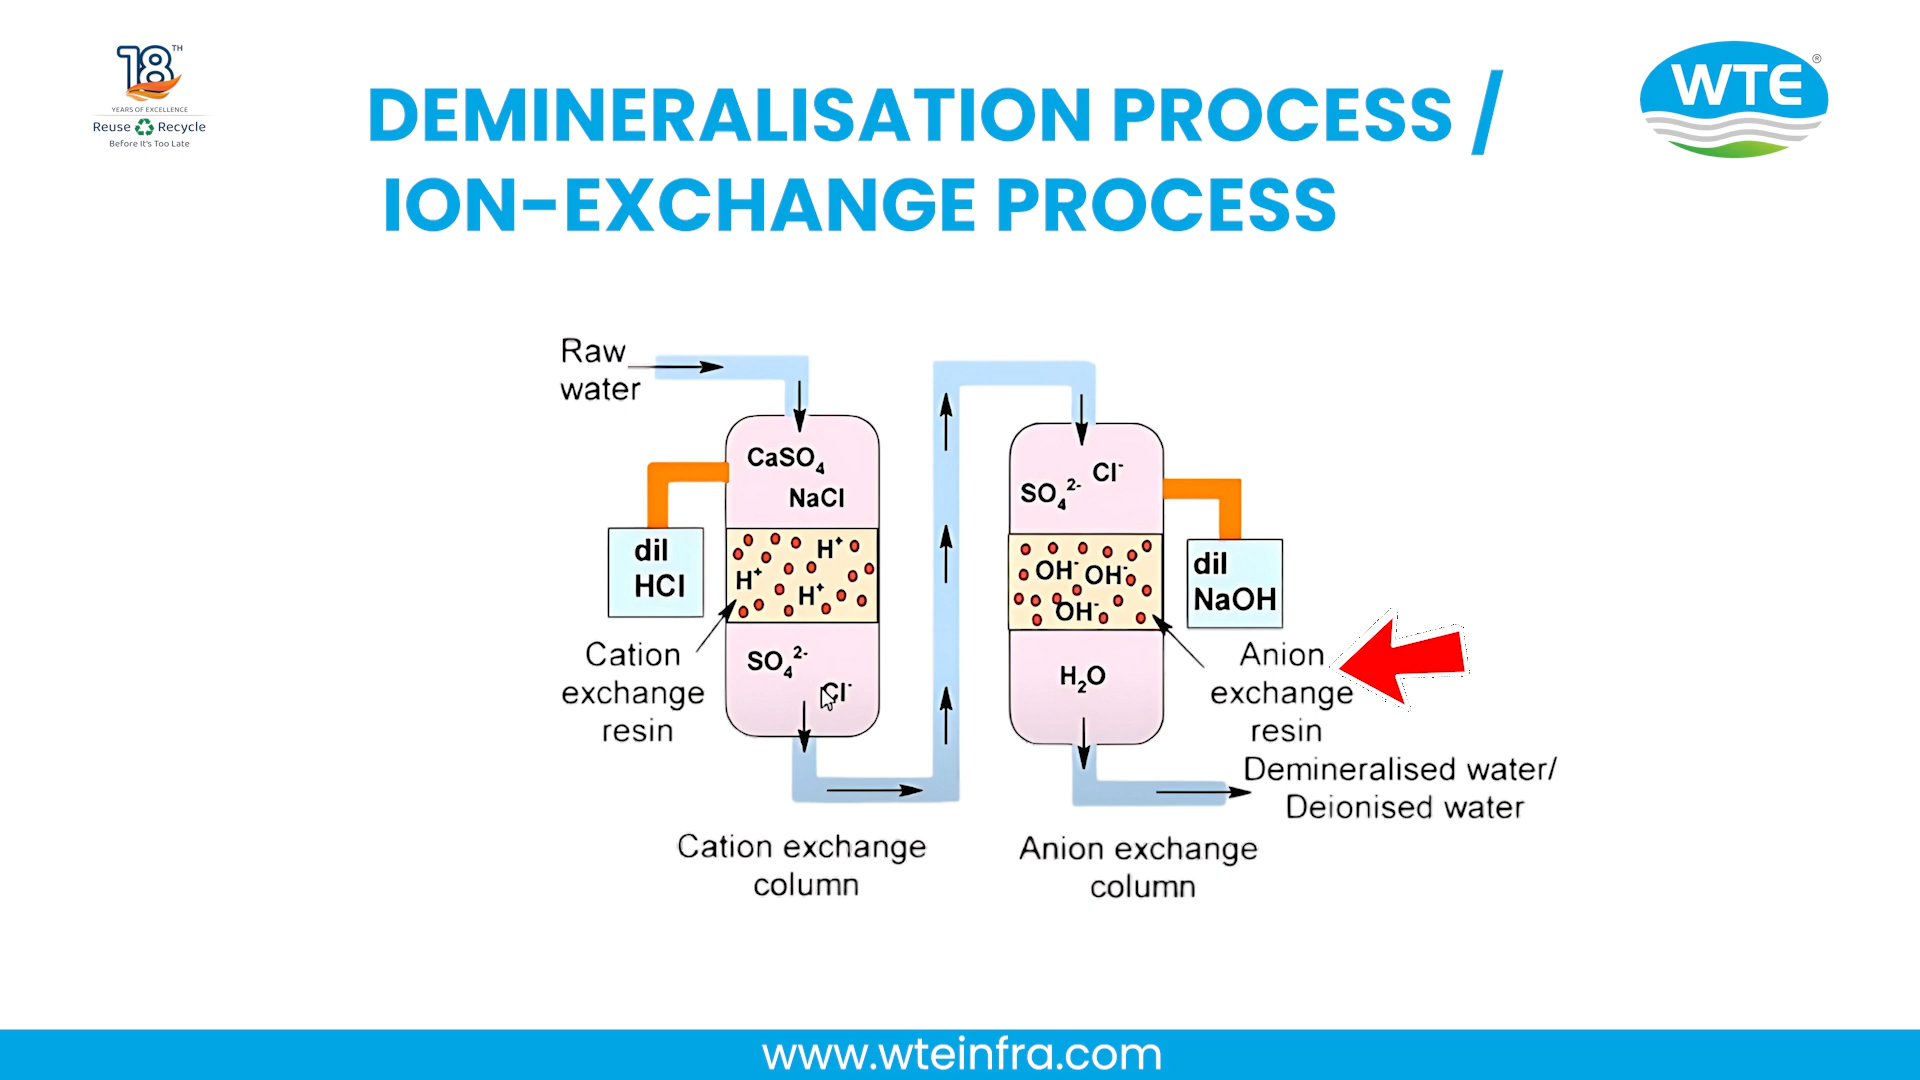 18TH
YEARS OF EXCELLENCE
Reuse Recycle
Before It's Too Late
DEMINERALISATION PROCESS /
ION-EXCHANGE PROCESS
WTE®
Raw
water
CaSO₄
NaCl
dil
HCl
H⁺
H⁺
H⁺
Cation
exchange
resin
SO₄²⁻
Cl⁻
Cation exchange
column
Cl⁻
SO₄²⁻
OH⁻ OH⁻
OH⁻
dil
NaOH
Anion
exchange
resin
H₂O
Demineralised water/
Deionised water
Anion exchange
column
www.wteinfra.com